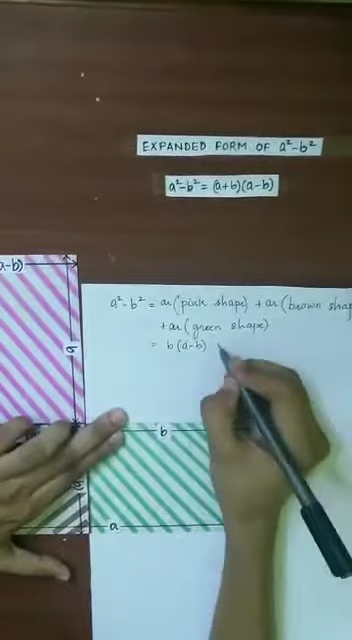 EXPANDED FORM OF a²-b²
a²-b² = (a+b)(a-b)
a-b)
a²-b² = ar(pink shape) + ar(brown shap
b
+ ar(green shape)
= b(a-b)
b
a